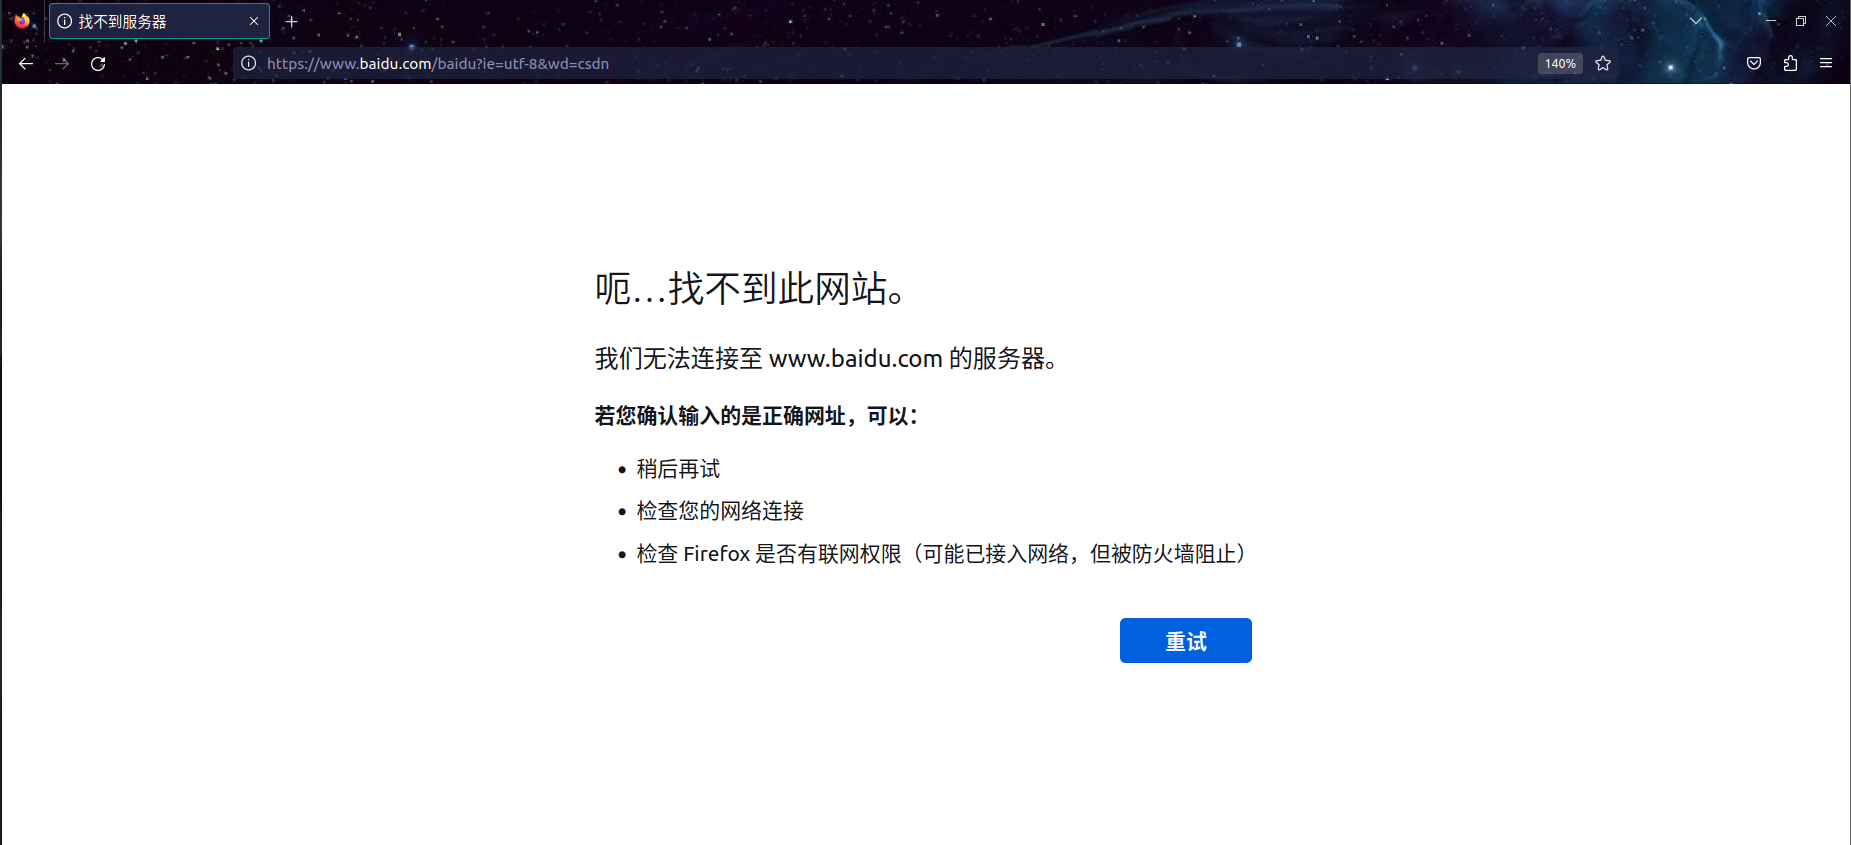 找不到服务器
https://www.baidu.com/baidu?ie=utf-8&wd=csdn
140%
呃…找不到此网站。
我们无法连接至 www.baidu.com 的服务器。
若您确认输入的是正确网址，可以：
• 稍后再试
• 检查您的网络连接
• 检查 Firefox 是否有联网权限（可能已接入网络，但被防火墙阻止）
重试